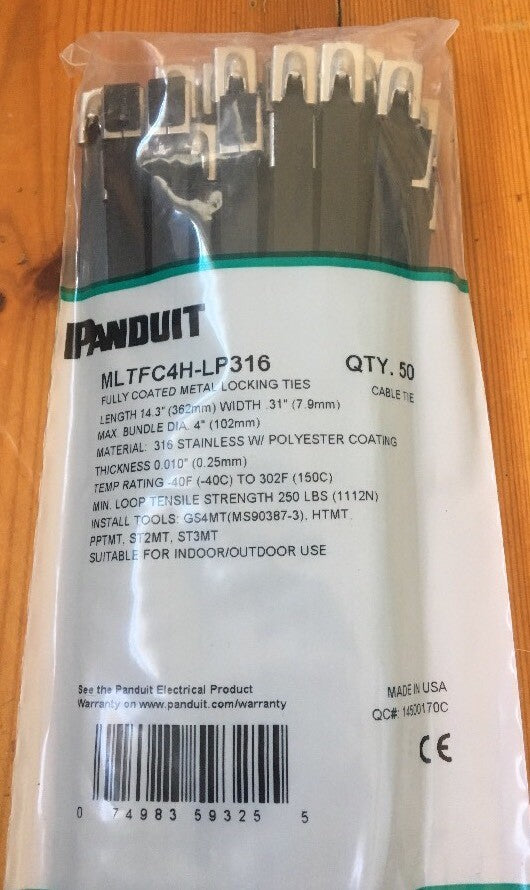 PANDUIT
MLTFC4H-LP316 QTY. 50
FULLY COATED METAL LOCKING TIES CABLE TIE
LENGTH 14.3" (362mm) WIDTH .31" (7.9mm)
MAX. BUNDLE DIA. 4" (102mm)
MATERIAL: 316 STAINLESS W/ POLYESTER COATING
THICKNESS 0.010" (0.25mm)
TEMP RATING -40F (-40C) TO 302F (150C)
MIN. LOOP TENSILE STRENGTH 250 LBS (1112N)
INSTALL TOOLS: GS4MT(MS90387-3), HTMT,
PPTMT, ST2MT, ST3MT
SUITABLE FOR INDOOR/OUTDOOR USE
See the Panduit Electrical Product
Warranty on www.panduit.com/warranty
MADE IN USA
QC#: 14500170C
CE
0 74983 59325 5